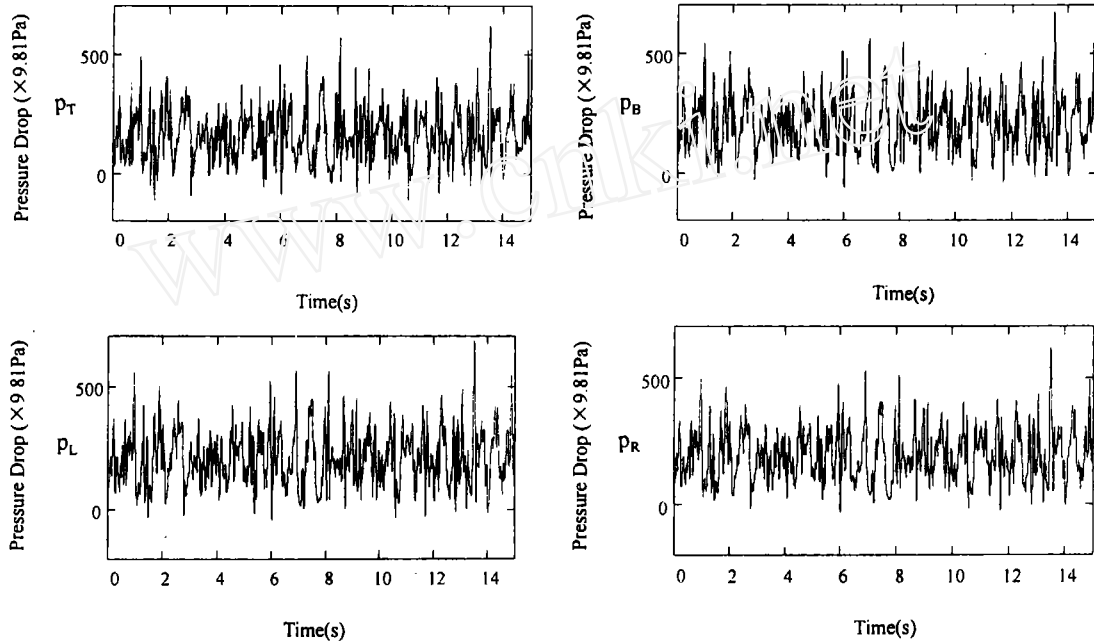 Pressure Drop (×9.81Pa)
p_T
500
0
0 2 4 6 8 10 12 14
Time(s)
Pressure Drop (×9.81Pa)
p_B
500
0
0 2 4 6 8 10 12 14
Time(s)
Pressure Drop (×9.81Pa)
p_L
500
0
0 2 4 6 8 10 12 14
Time(s)
Pressure Drop (×9.81Pa)
p_R
500
0
0 2 4 6 8 10 12 14
Time(s)
www.cnki.net